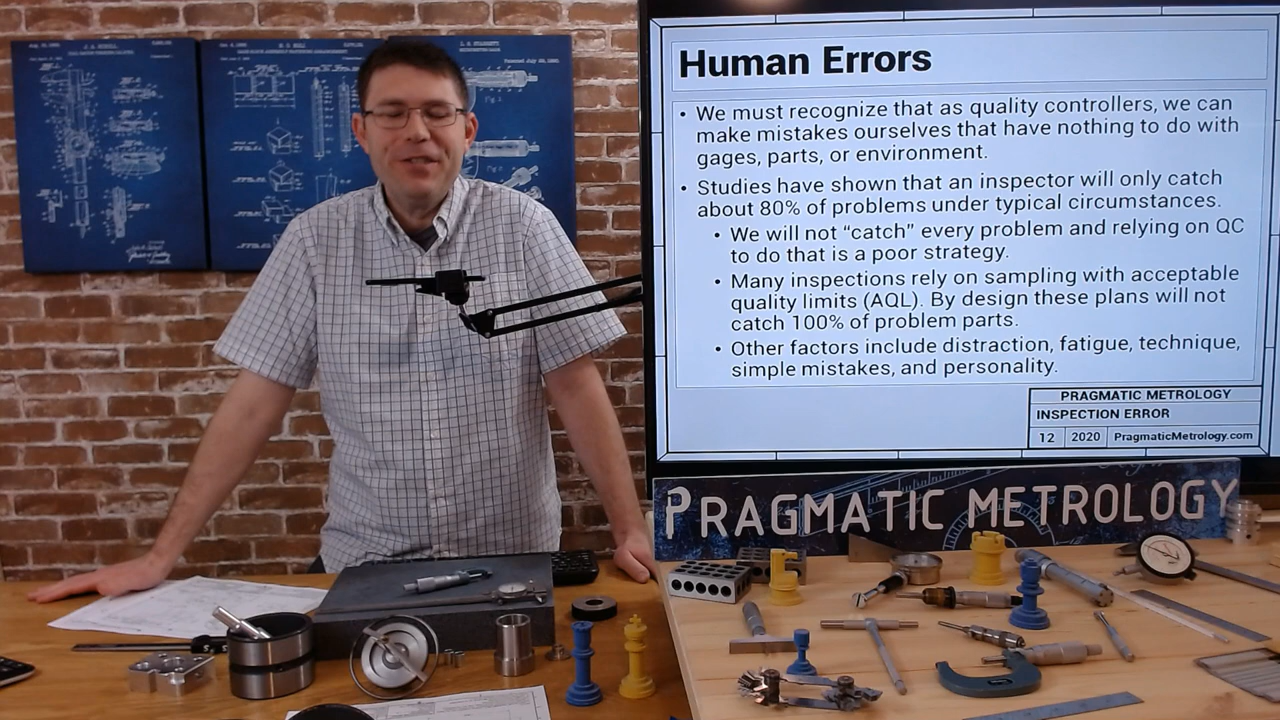 Human Errors
• We must recognize that as quality controllers, we can
make mistakes ourselves that have nothing to do with
gages, parts, or environment.
• Studies have shown that an inspector will only catch
about 80% of problems under typical circumstances.
• We will not “catch” every problem and relying on QC
to do that is a poor strategy.
• Many inspections rely on sampling with acceptable
quality limits (AQL). By design these plans will not
catch 100% of problem parts.
• Other factors include distraction, fatigue, technique,
simple mistakes, and personality.
PRAGMATIC METROLOGY
INSPECTION ERROR
12 2020 PragmaticMetrology.com
PRAGMATIC METROLOGY